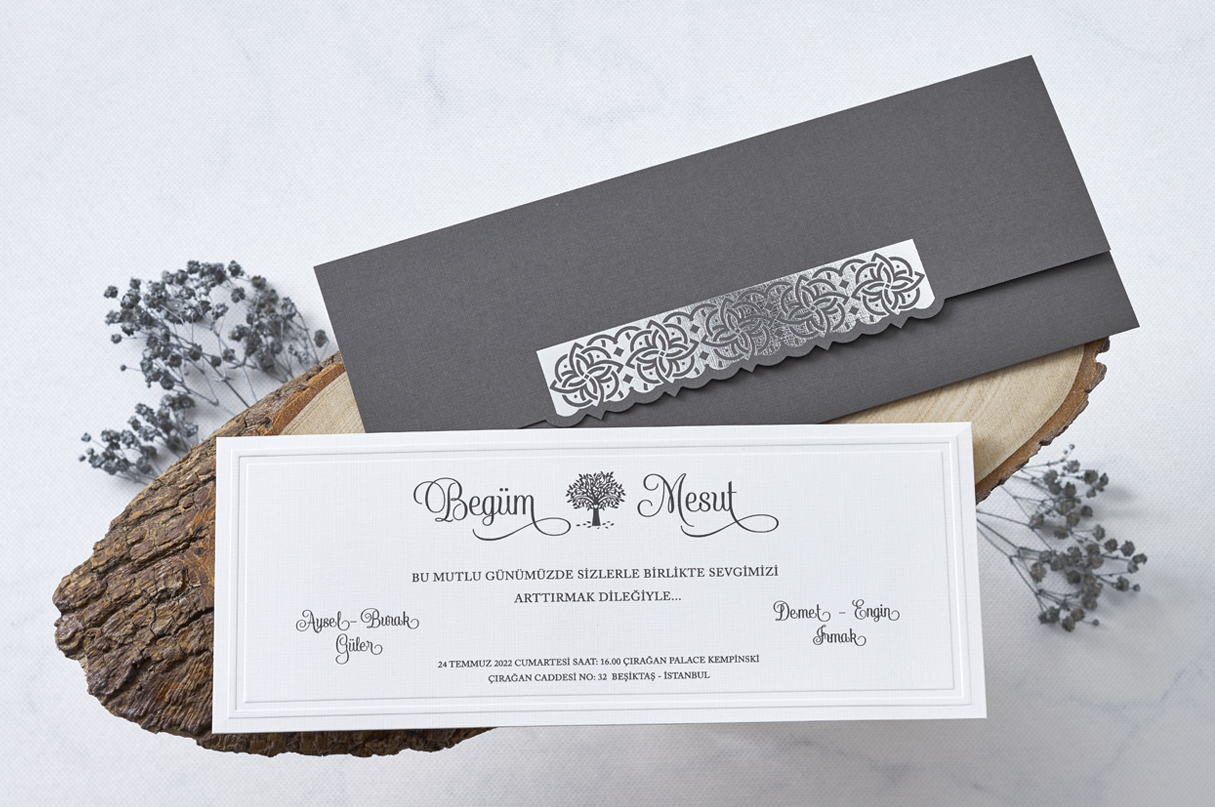 Begüm Mesut
BU MUTLU GÜNÜMÜZDE SİZLERLE BİRLİKTE SEVGİMİZİ
ARTTIRMAK DİLEĞİYLE...
Aysel - Burak
Güler
Demet - Engin
Irmak
24 TEMMUZ 2022 CUMARTESİ SAAT: 16.00 ÇIRAĞAN PALACE KEMPİNSKİ
ÇIRAĞAN CADDESİ NO: 32 BEŞİKTAŞ - İSTANBUL